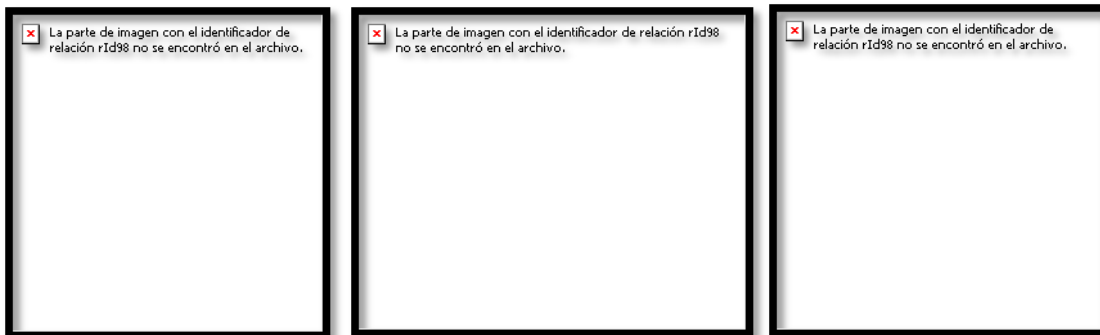 La parte de imagen con el identificador de
relación rId98 no se encontró en el archivo.
La parte de imagen con el identificador de relación rId98
no se encontró en el archivo.
La parte de imagen con el identificador de
relación rId98 no se encontró en el archivo.